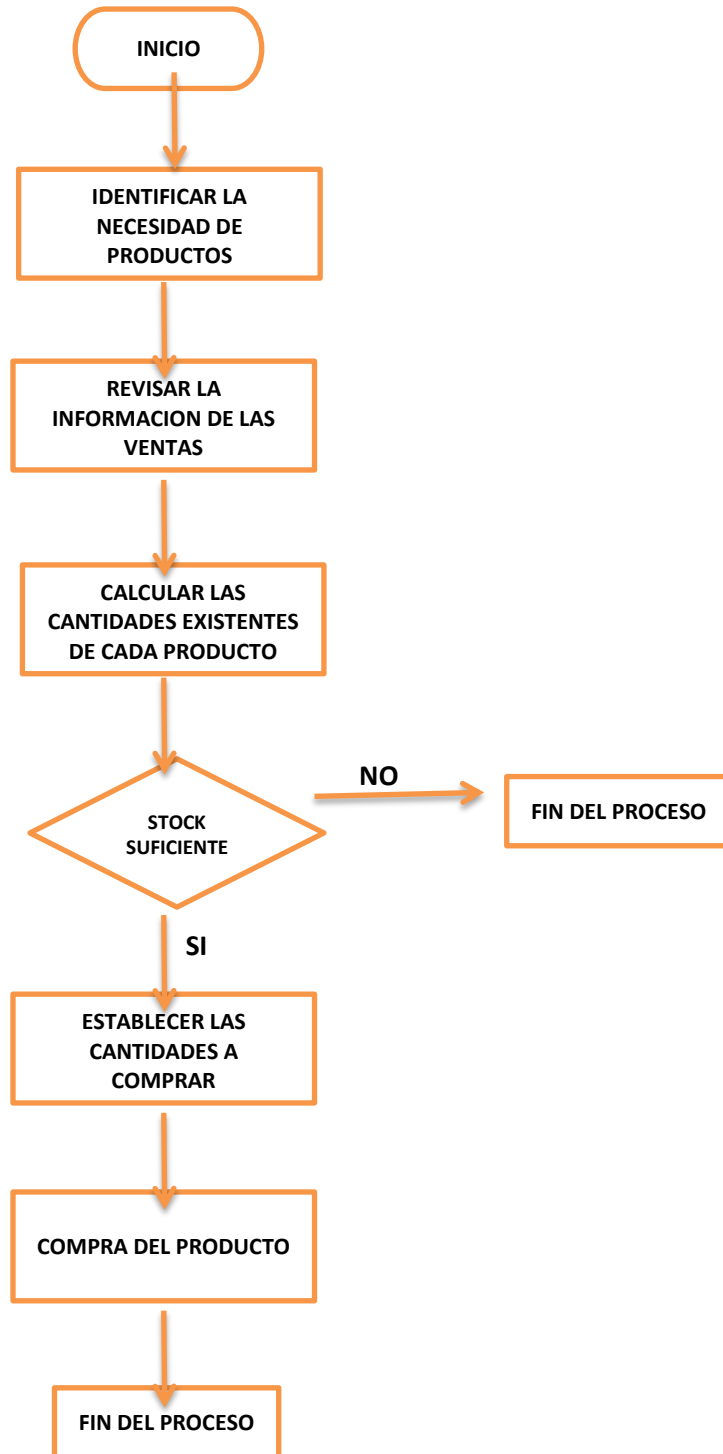 INICIO
IDENTIFICAR LA
NECESIDAD DE
PRODUCTOS
REVISAR LA
INFORMACION DE LAS
VENTAS
CALCULAR LAS
CANTIDADES EXISTENTES
DE CADA PRODUCTO
STOCK
SUFICIENTE
NO
FIN DEL PROCESO
SI
ESTABLECER LAS
CANTIDADES A
COMPRAR
COMPRA DEL PRODUCTO
FIN DEL PROCESO